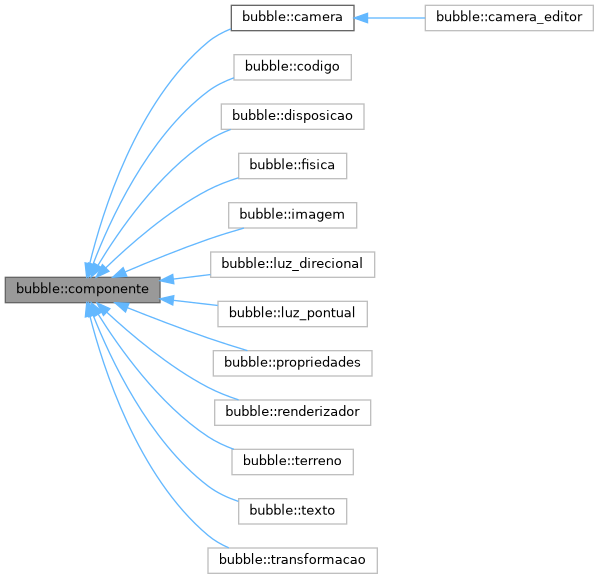 bubble::camera
bubble::camera_editor
bubble::codigo
bubble::disposicao
bubble::fisica
bubble::imagem
bubble::luz_direcional
bubble::componente
bubble::luz_pontual
bubble::propriedades
bubble::renderizador
bubble::terreno
bubble::texto
bubble::transformacao